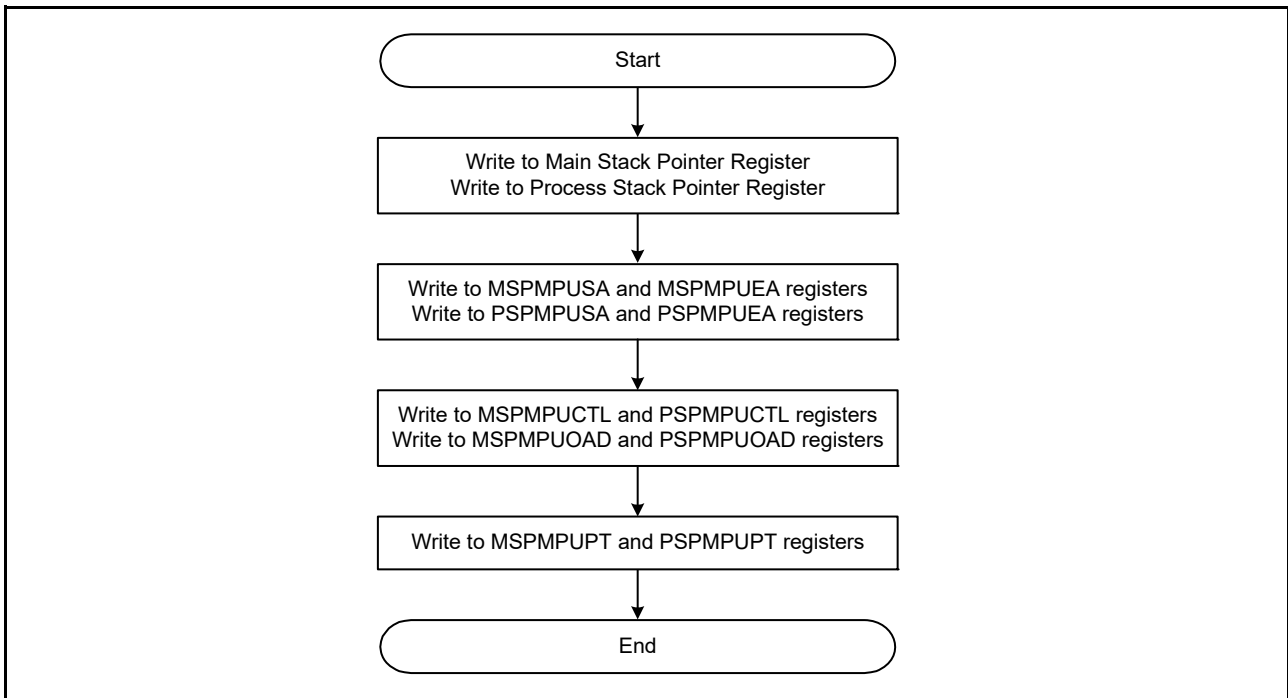 Start
Write to Main Stack Pointer Register
Write to Process Stack Pointer Register
Write to MSPMPUSA and MSPMPUEA registers
Write to PSPMPUSA and PSPMPUEA registers
Write to MSPMPUCTL and PSPMPUCTL registers
Write to MSPMPUOAD and PSPMPUOAD registers
Write to MSPMPUPT and PSPMPUPT registers
End